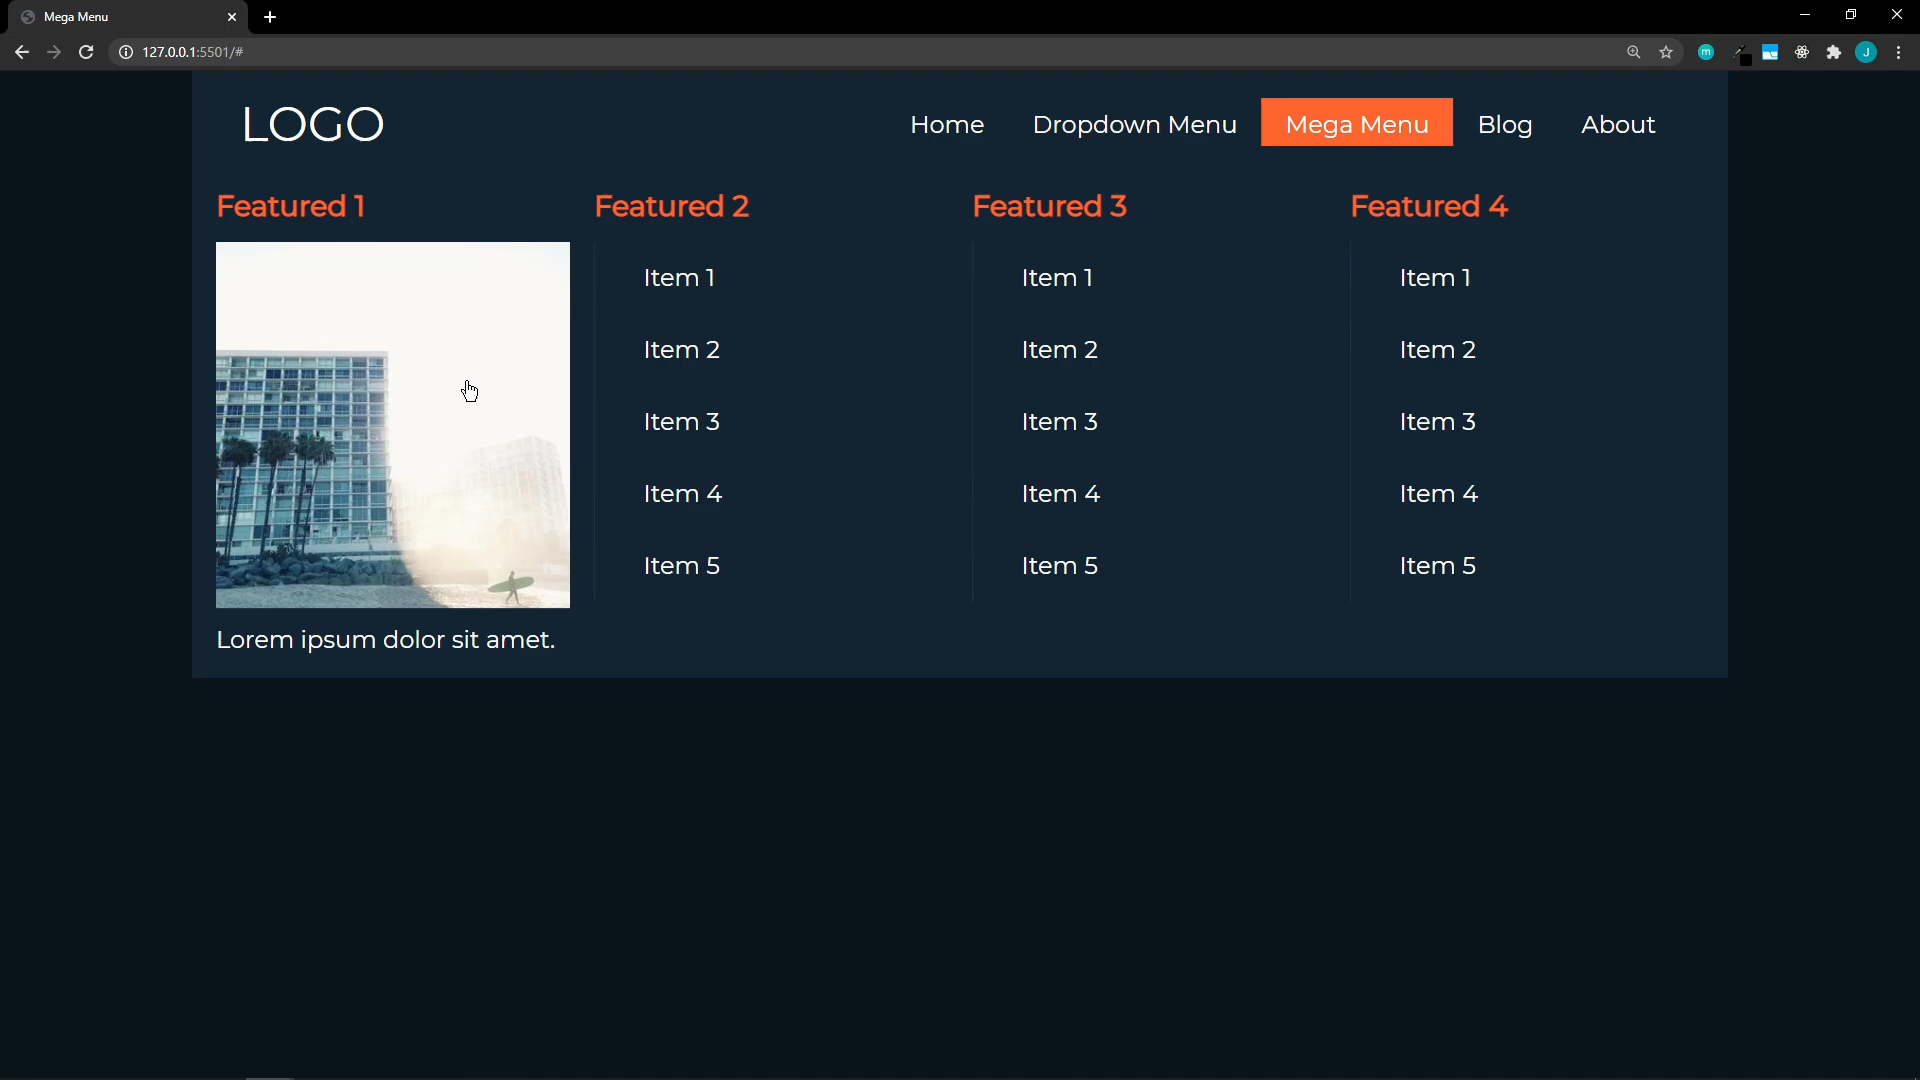 Mega Menu
127.0.0.1:5501/#
m
J
LOGO
Home Dropdown Menu Mega Menu Blog About
Featured 1 Featured 2 Featured 3 Featured 4
Item 1 Item 1 Item 1
Item 2 Item 2 Item 2
Item 3 Item 3 Item 3
Item 4 Item 4 Item 4
Item 5 Item 5 Item 5
Lorem ipsum dolor sit amet.